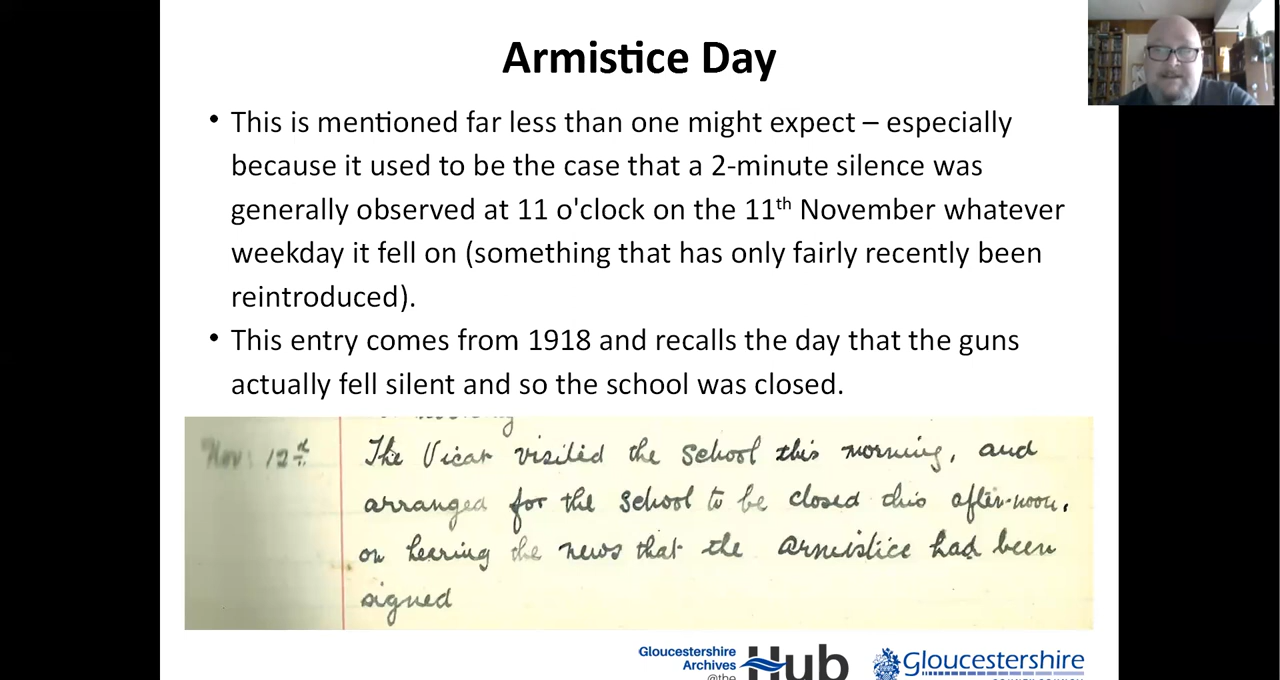 Armistice Day
• This is mentioned far less than one might expect – especially
because it used to be the case that a 2-minute silence was
generally observed at 11 o'clock on the 11th November whatever
weekday it fell on (something that has only fairly recently been
reintroduced).
• This entry comes from 1918 and recalls the day that the guns
actually fell silent and so the school was closed.
Nov: 12th The Vicar visited the school this morning, and
arranged for the school to be closed this after-noon,
on hearing the news that the armistice had been
signed
Gloucestershire
Archives
@the
Hub
Gloucestershire